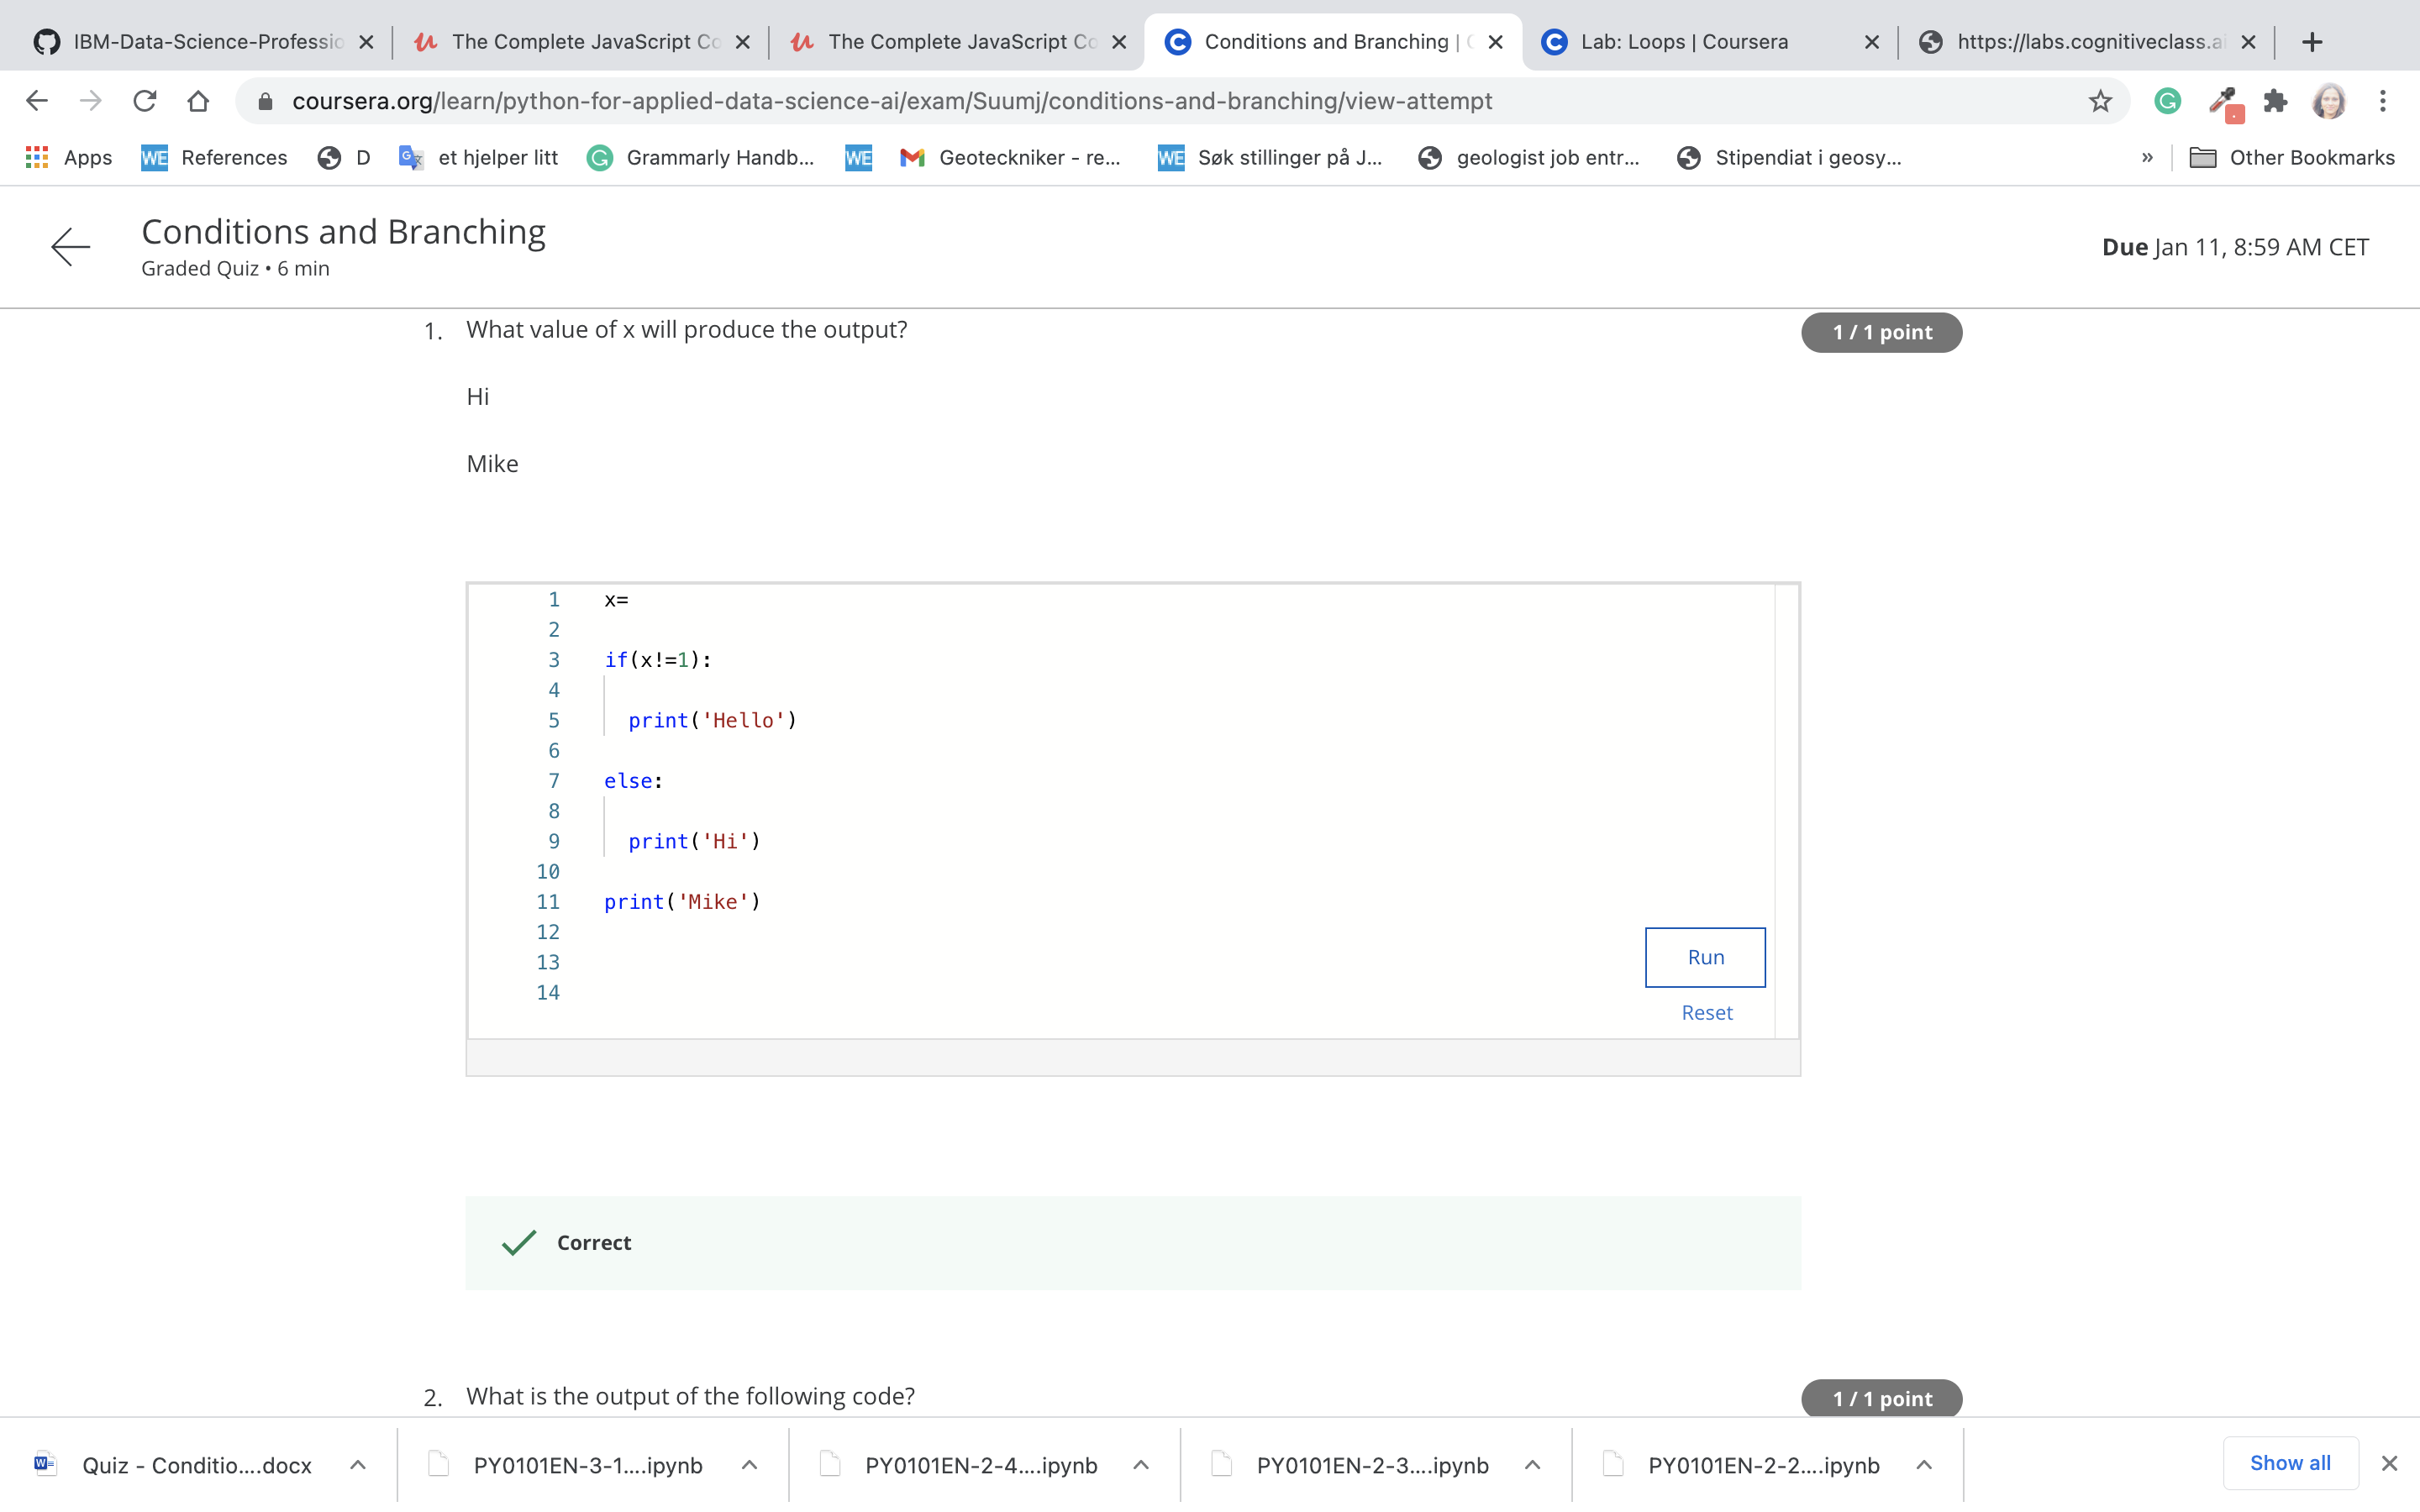 IBM-Data-Science-Professio
The Complete JavaScript Co
The Complete JavaScript Co
Conditions and Branching |
Lab: Loops | Coursera
https://labs.cognitiveclass.ai
coursera.org/learn/python-for-applied-data-science-ai/exam/Suumj/conditions-and-branching/view-attempt
Apps
WE References
D
et hjelper litt
Grammarly Handb...
WE
Geoteckniker - re...
WE Søk stillinger på J...
geologist job entr...
Stipendiat i geosy...
»
Other Bookmarks
Conditions and Branching
Graded Quiz • 6 min
Due Jan 11, 8:59 AM CET
1. What value of x will produce the output?
1 / 1 point
Hi
Mike
1 x=
2
3 if(x!=1):
4
5 print('Hello')
6
7 else:
8
9 print('Hi')
10
11 print('Mike')
12
13
14
Run
Reset
Correct
2. What is the output of the following code?
1 / 1 point
Quiz - Conditio....docx
PY0101EN-3-1....ipynb
PY0101EN-2-4....ipynb
PY0101EN-2-3....ipynb
PY0101EN-2-2....ipynb
Show all